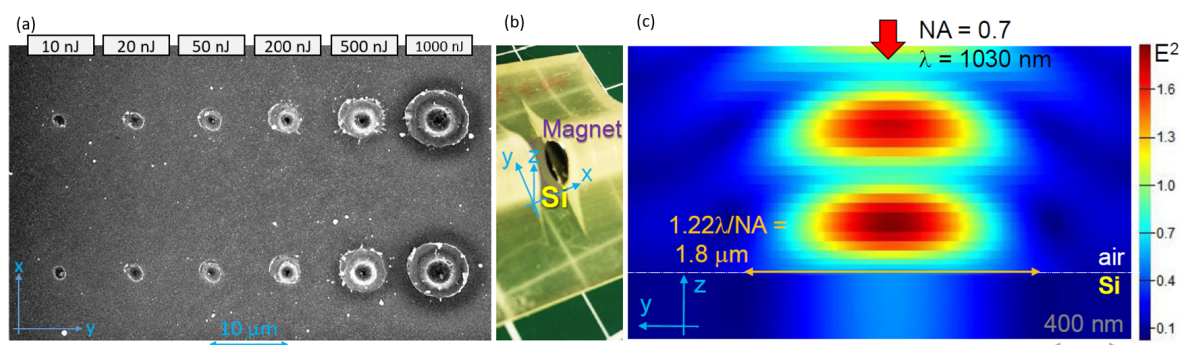 (a)
10 nJ 20 nJ 50 nJ 200 nJ 500 nJ 1000 nJ
x
y
10 μm
(b)
Magnet
y z x
Si
(c)
NA = 0.7
λ = 1030 nm
E2
1.6
1.3
1.0
0.7
0.4
0.1
1.22λ/NA =
1.8 μm
air
Si
z
y
400 nm